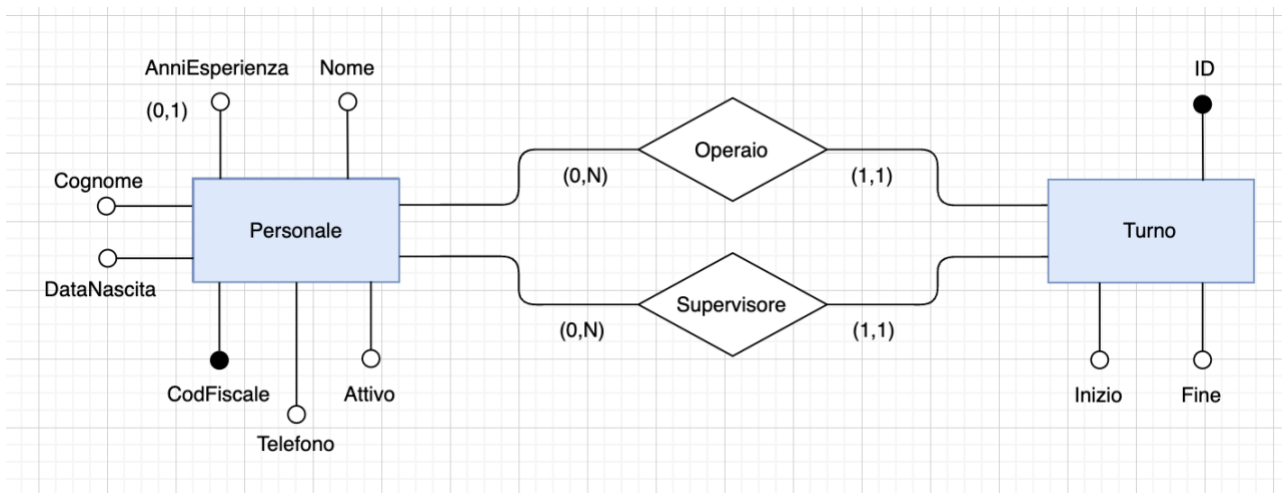 AnniEsperienza
Nome
ID
(0,1)
Operaio
(0,N)
(1,1)
Cognome
Personale
Turno
DataNascita
Supervisore
(0,N)
(1,1)
CodFiscale
Attivo
Inizio
Fine
Telefono